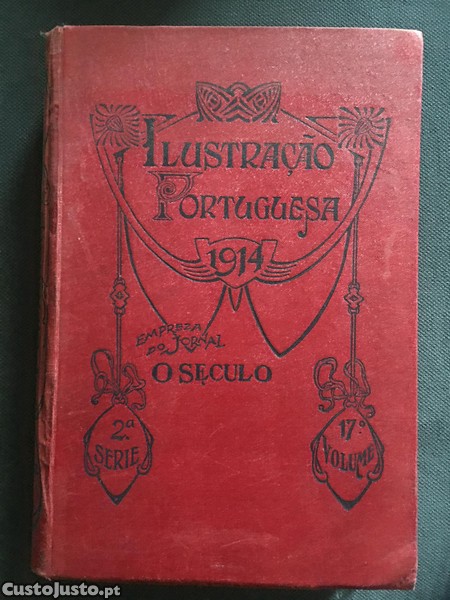 ILUSTRAÇÃO
PORTUGUESA
1914
EMPREZA
DO JORNAL
O SECULO
2ª
SERIE
17º
VOLUME
CustoJusto.pt